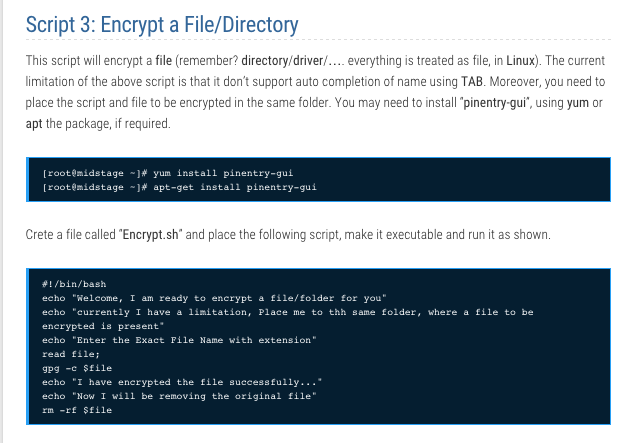 Script 3: Encrypt a File/Directory
This script will encrypt a file (remember? directory/driver/.... everything is treated as file, in Linux). The current
limitation of the above script is that it don't support auto completion of name using TAB. Moreover, you need to
place the script and file to be encrypted in the same folder. You may need to install "pinentry-gui", using yum or
apt the package, if required.
[root@midstage ~]# yum install pinentry-gui
[root@midstage ~]# apt-get install pinentry-gui
Crete a file called "Encrypt.sh" and place the following script, make it executable and run it as shown.
#!/bin/bash
echo "Welcome, I am ready to encrypt a file/folder for you"
echo "currently I have a limitation, Place me to thh same folder, where a file to be
encrypted is present"
echo "Enter the Exact File Name with extension"
read file;
gpg -c $file
echo "I have encrypted the file successfully..."
echo "Now I will be removing the original file"
rm -rf $file